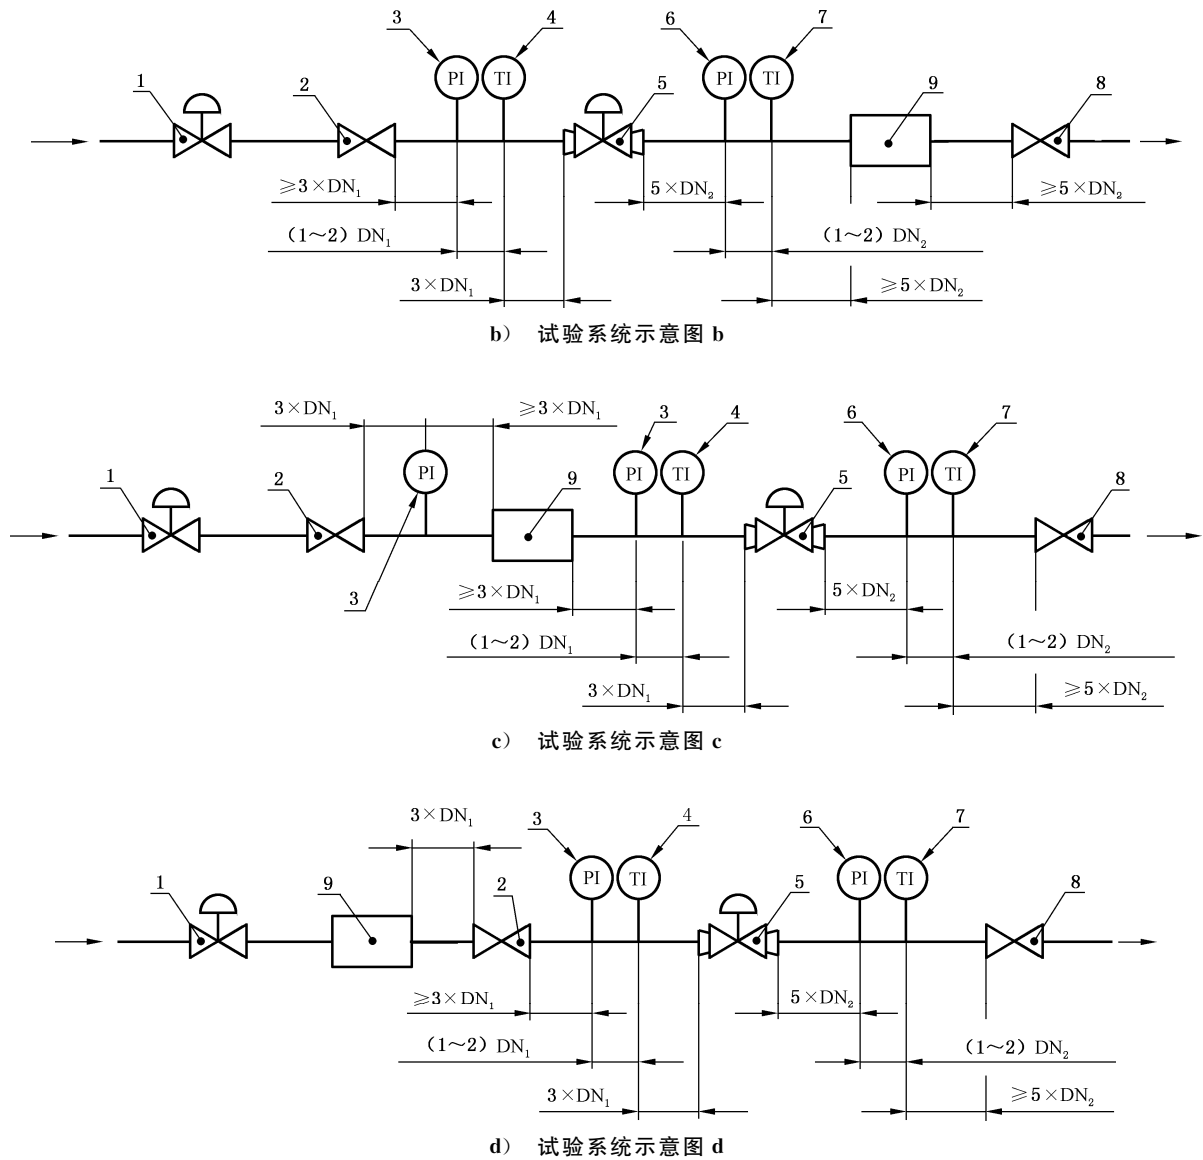 3 4 6 7
1 2 PI TI 5 PI TI 9 8
≥3×DN₁ 5×DN₂ ≥5×DN₂
(1～2) DN₁ (1～2) DN₂
3×DN₁ ≥5×DN₂
b) 试验系统示意图 b
3×DN₁ ≥3×DN₁ 3 4 6 7
1 2 PI 9 PI TI 5 PI TI 8
3 ≥3×DN₁ 5×DN₂
(1～2) DN₁ (1～2) DN₂
3×DN₁ ≥5×DN₂
c) 试验系统示意图 c
3×DN₁ 3 4 6 7
1 9 2 PI TI 5 PI TI 8
≥3×DN₁ 5×DN₂
(1～2) DN₁ (1～2) DN₂
3×DN₁ ≥5×DN₂
d) 试验系统示意图 d